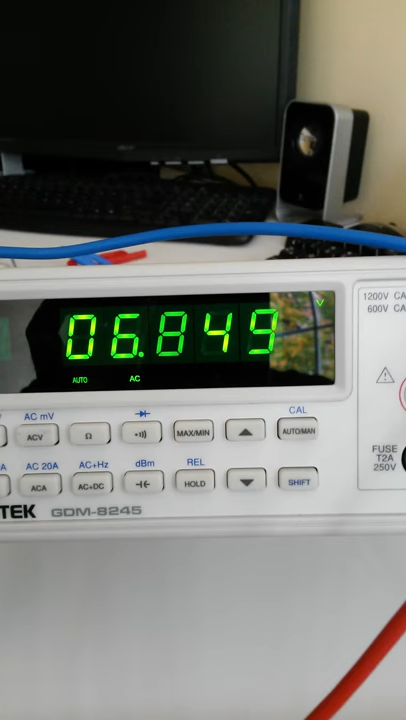 06.849
V
AUTO AC
1200V CA
600V CA
AC mV CAL
ACV Ω MAX/MIN AUTO/MAN
AC 20A AC+Hz dBm REL
ACA AC+DC HOLD SHIFT
FUSE
T2A
250V
TEK GDM-8245